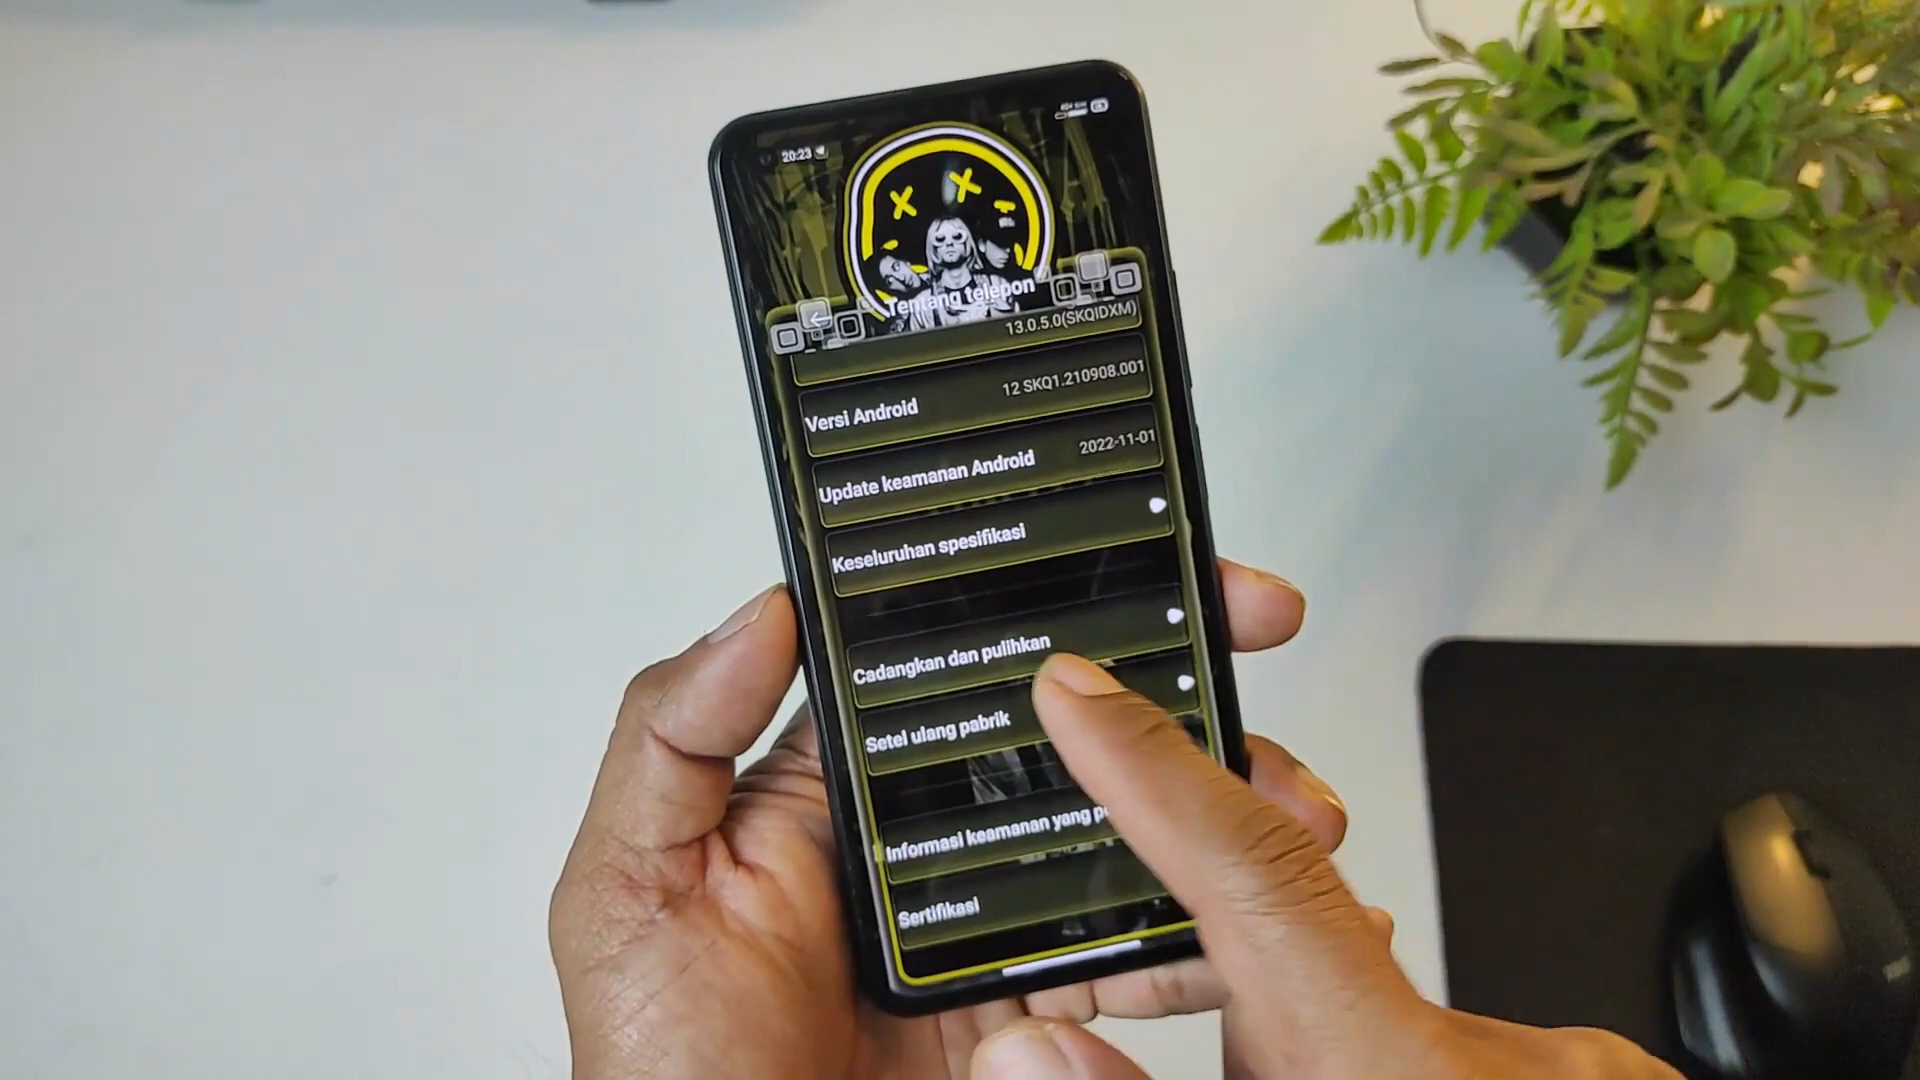 20:23
Tentang telepon
13.0.5.0(SKQIDXM)
Versi Android
12 SKQ1.210908.001
Update keamanan Android
2022-11-01
Keseluruhan spesifikasi
Cadangkan dan pulihkan
Setel ulang pabrik
Informasi keamanan yang
Sertifikasi